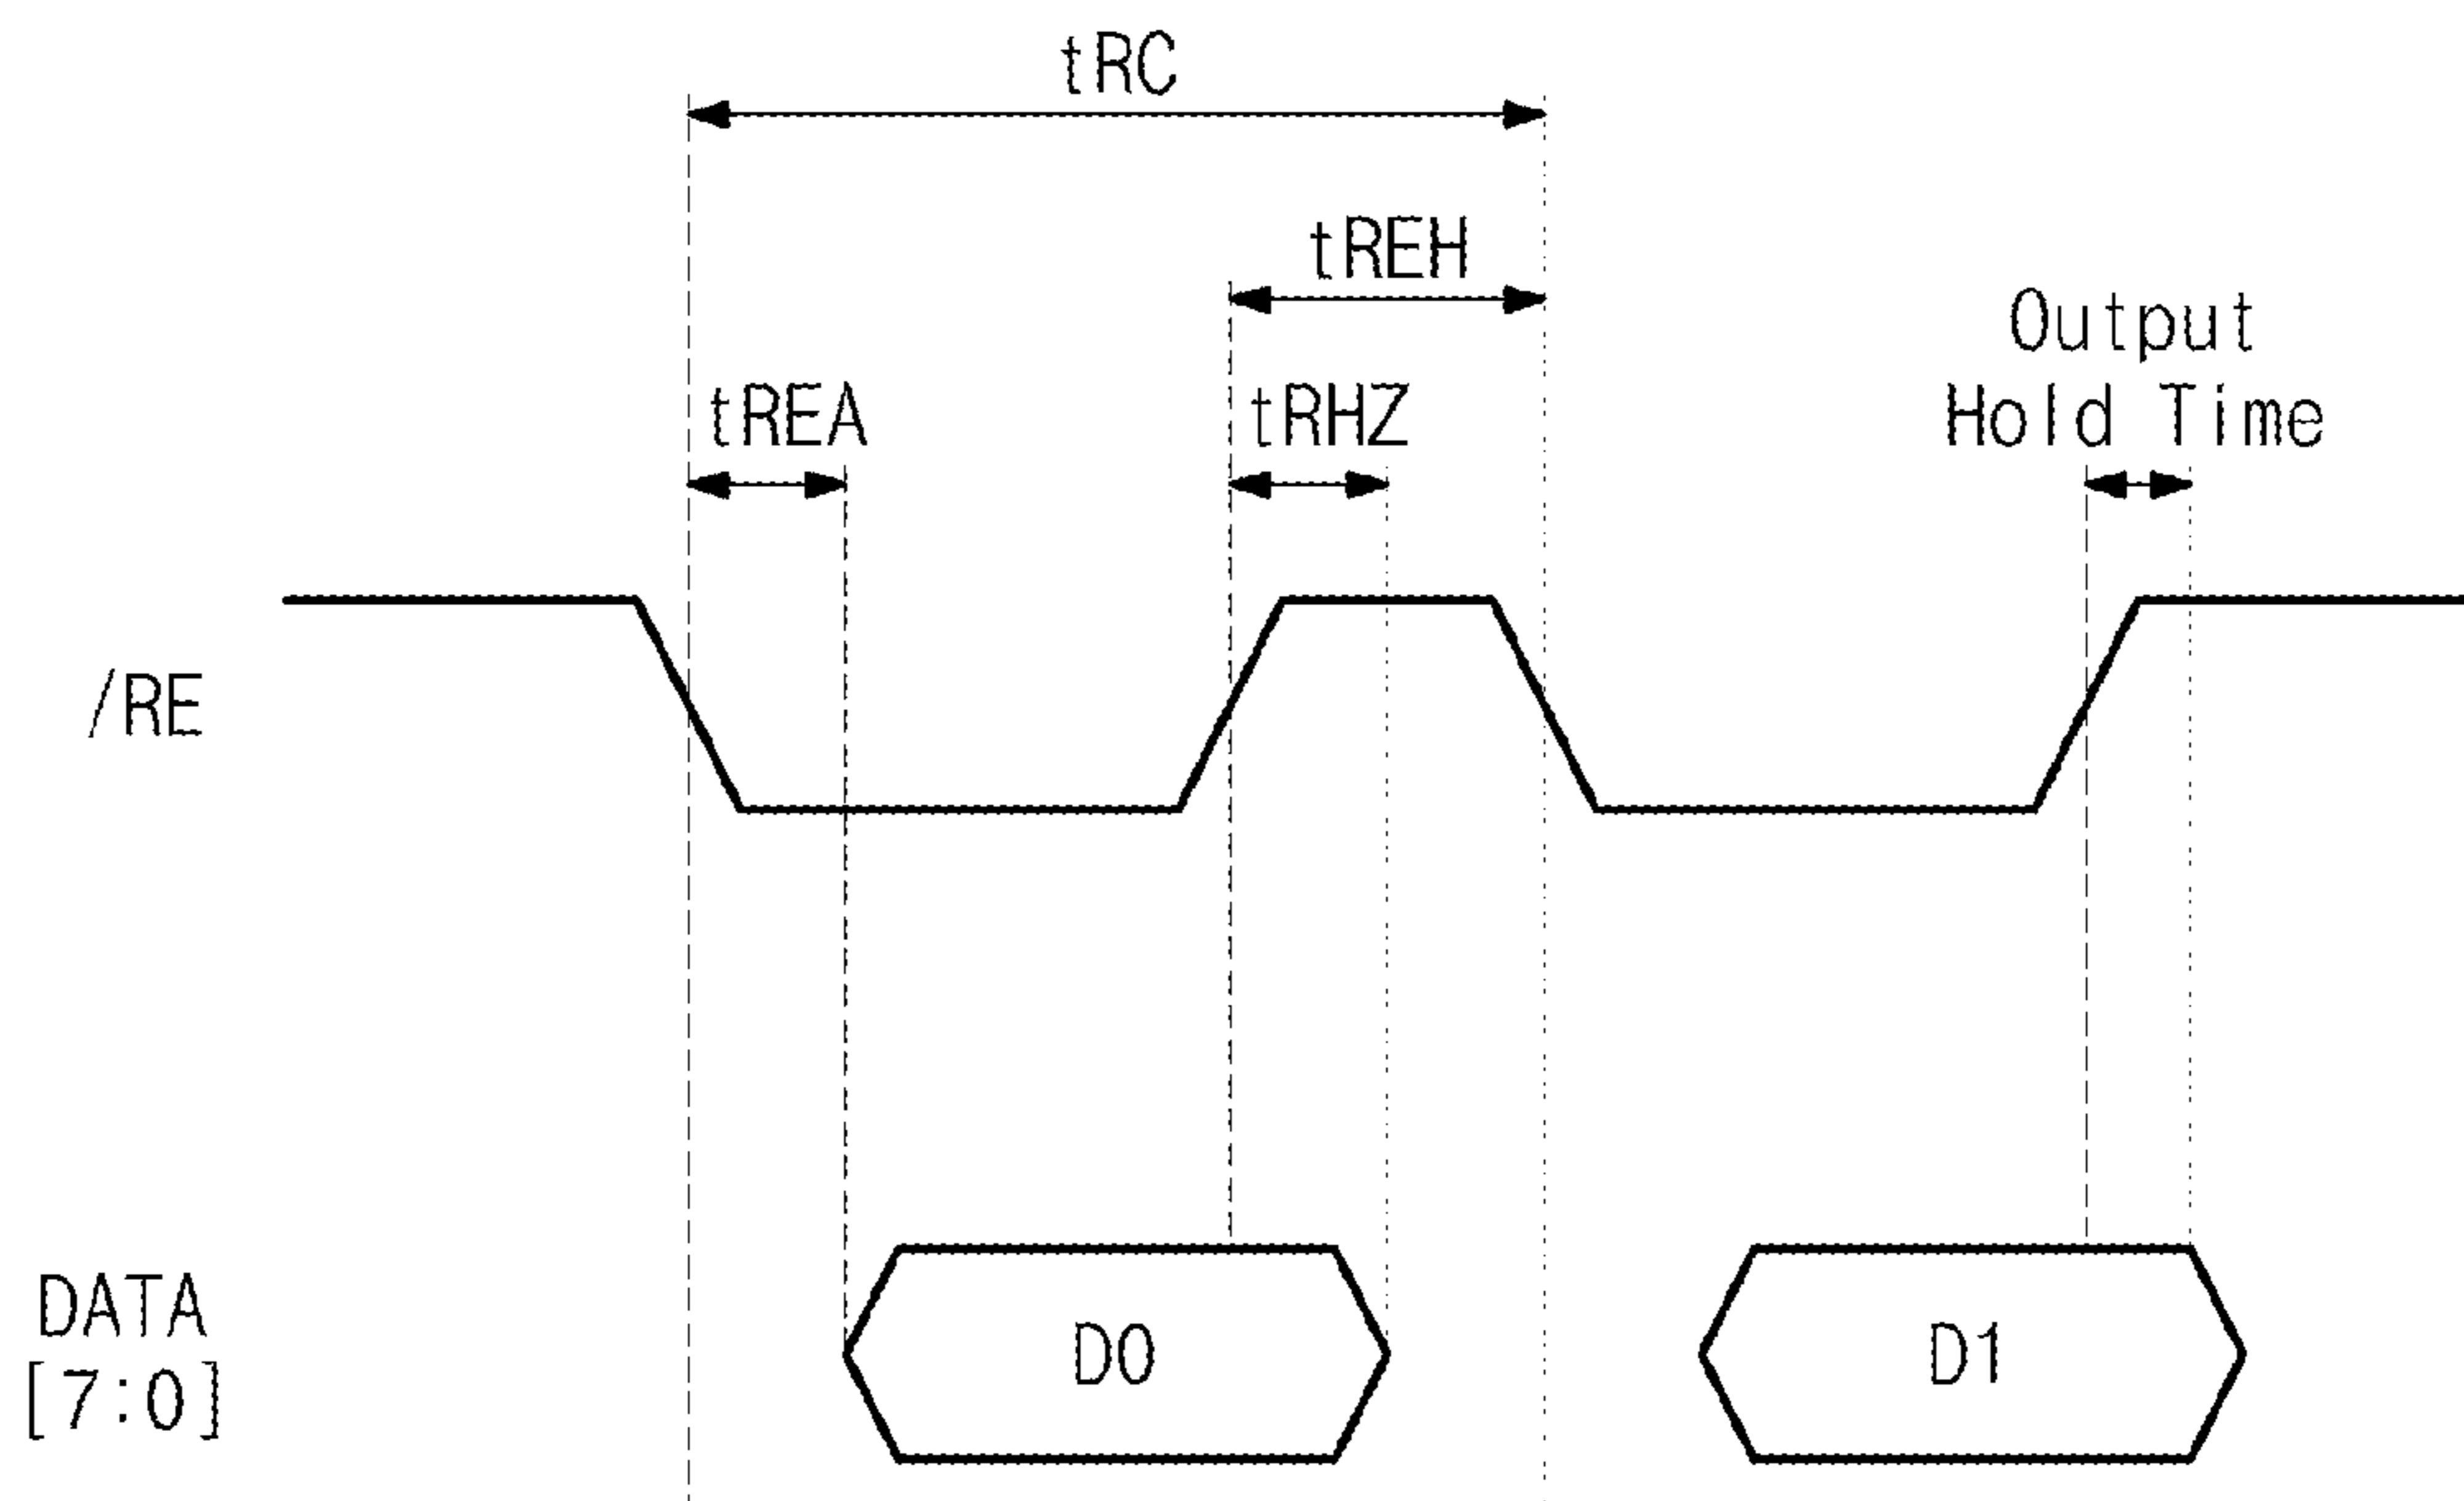 tRC
tREH
Output
Hold Time
tREA
tRHZ
/RE
DATA
[7:0]
D0
D1